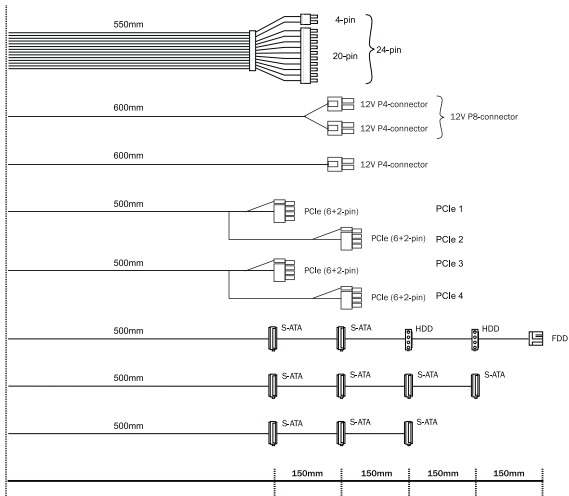 550mm
4-pin
20-pin
24-pin
600mm
12V P4-connector
12V P4-connector
12V P8-connector
600mm
12V P4-connector
500mm
PCIe (6+2-pin)
PCIe 1
PCIe (6+2-pin)
PCIe 2
500mm
PCIe (6+2-pin)
PCIe 3
PCIe (6+2-pin)
PCIe 4
500mm
S-ATA
S-ATA
HDD
HDD
FDD
500mm
S-ATA
S-ATA
S-ATA
S-ATA
500mm
S-ATA
S-ATA
S-ATA
150mm
150mm
150mm
150mm